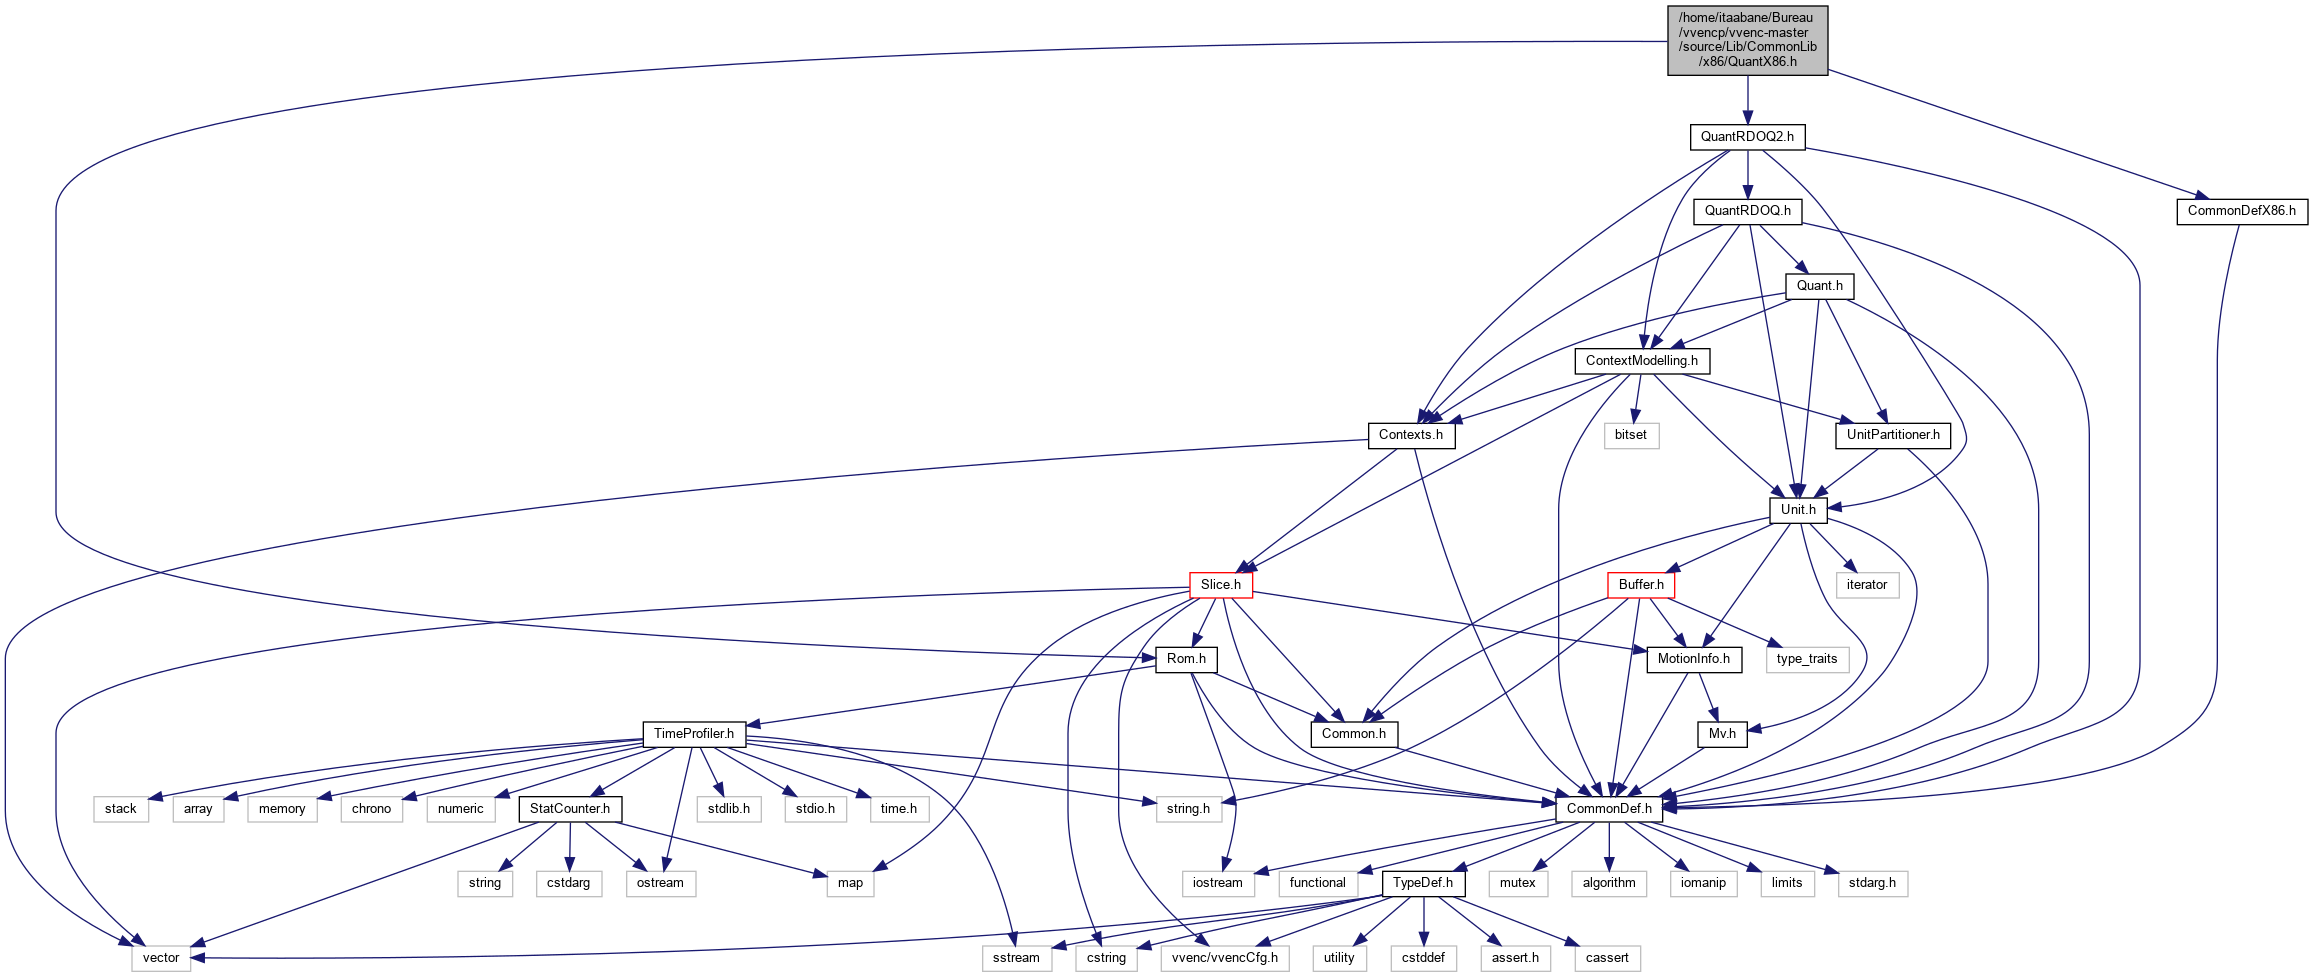 /home/itaabane/Bureau
/vvencp/vvenc-master
/source/Lib/CommonLib
/x86/QuantX86.h
QuantRDOQ2.h
QuantRDOQ.h
CommonDefX86.h
Quant.h
ContextModelling.h
Contexts.h
bitset
UnitPartitioner.h
Unit.h
Slice.h
Buffer.h
iterator
Rom.h
MotionInfo.h
type_traits
TimeProfiler.h
Common.h
Mv.h
stack
array
memory
chrono
numeric
StatCounter.h
stdlib.h
stdio.h
time.h
string.h
CommonDef.h
string
cstdarg
ostream
map
iostream
functional
TypeDef.h
mutex
algorithm
iomanip
limits
stdarg.h
vector
sstream
cstring
vvenc/vvencCfg.h
utility
cstddef
assert.h
cassert